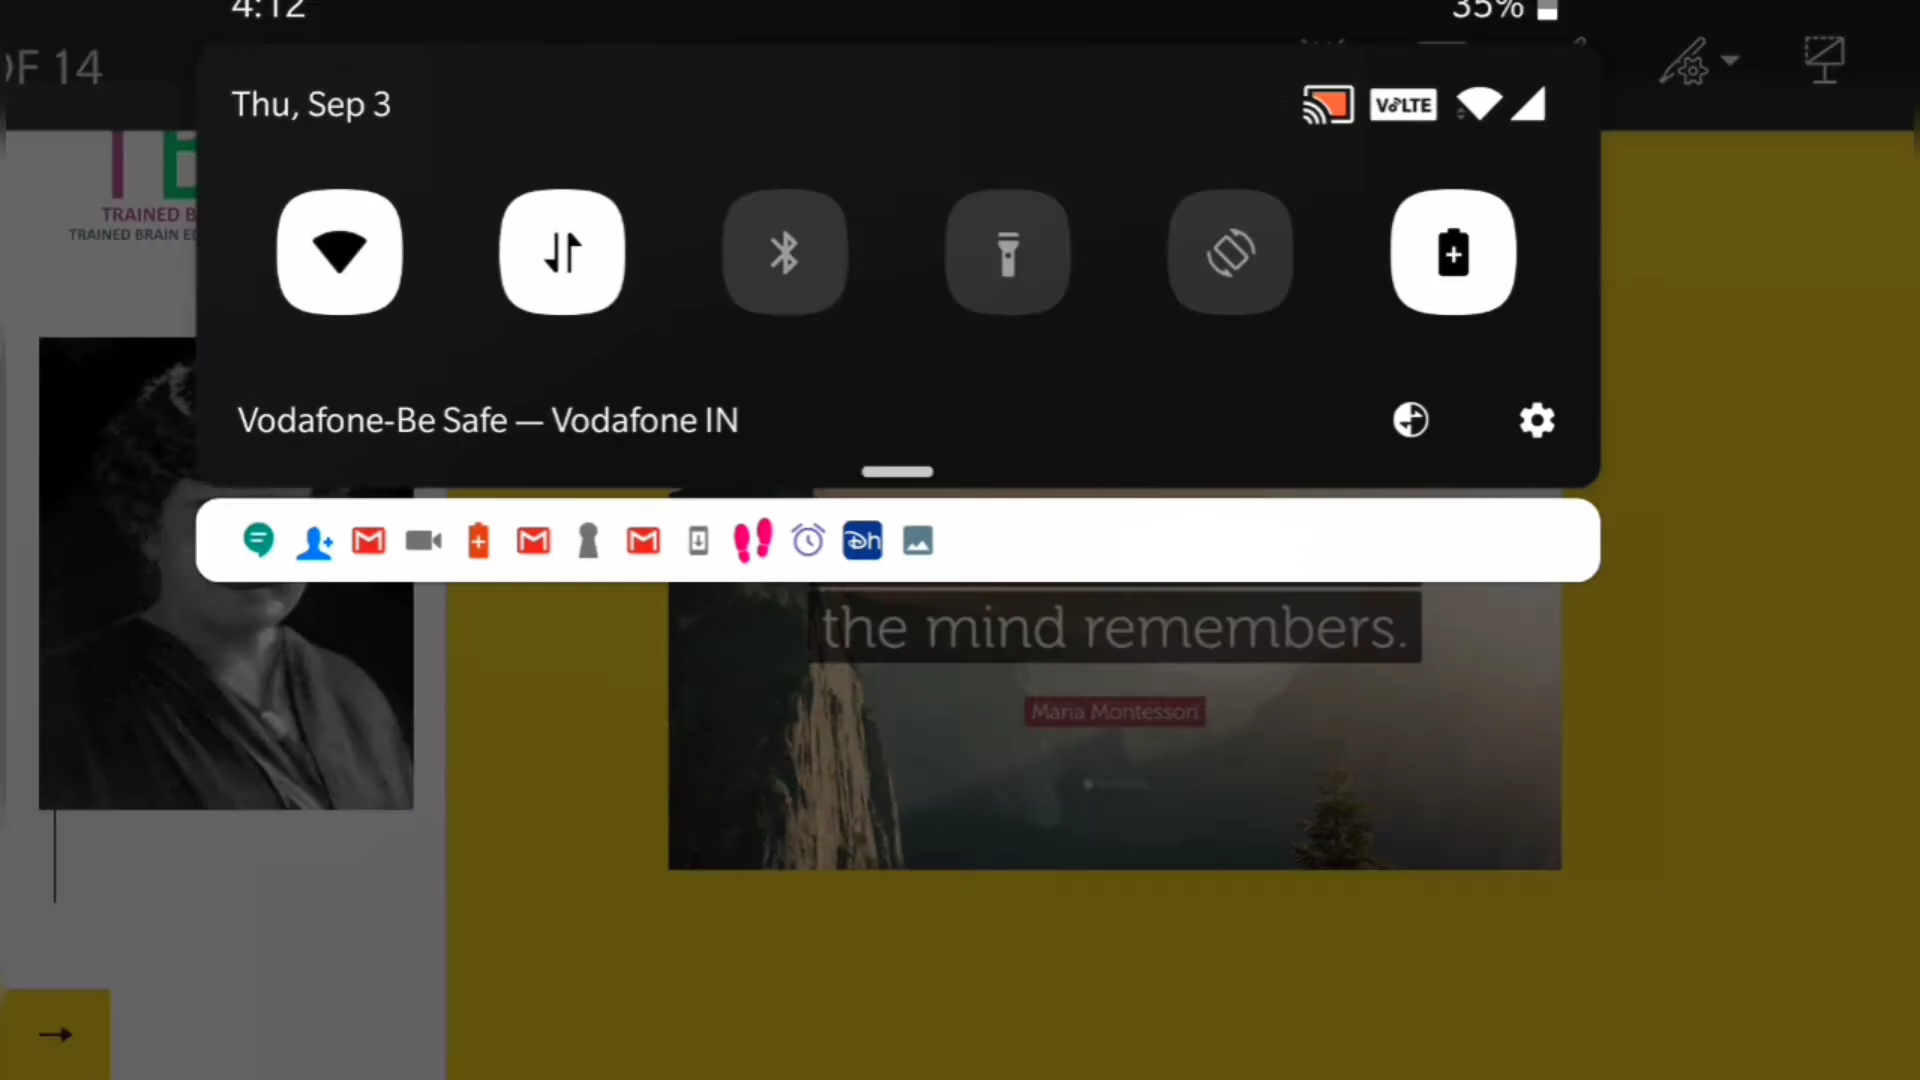 4:12
35%
OF 14
Thu, Sep 3
VoLTE
TRAINED B
TRAINED BRAIN
Vodafone-Be Safe — Vodafone IN
Dh
the mind remembers.
Maria Montessori